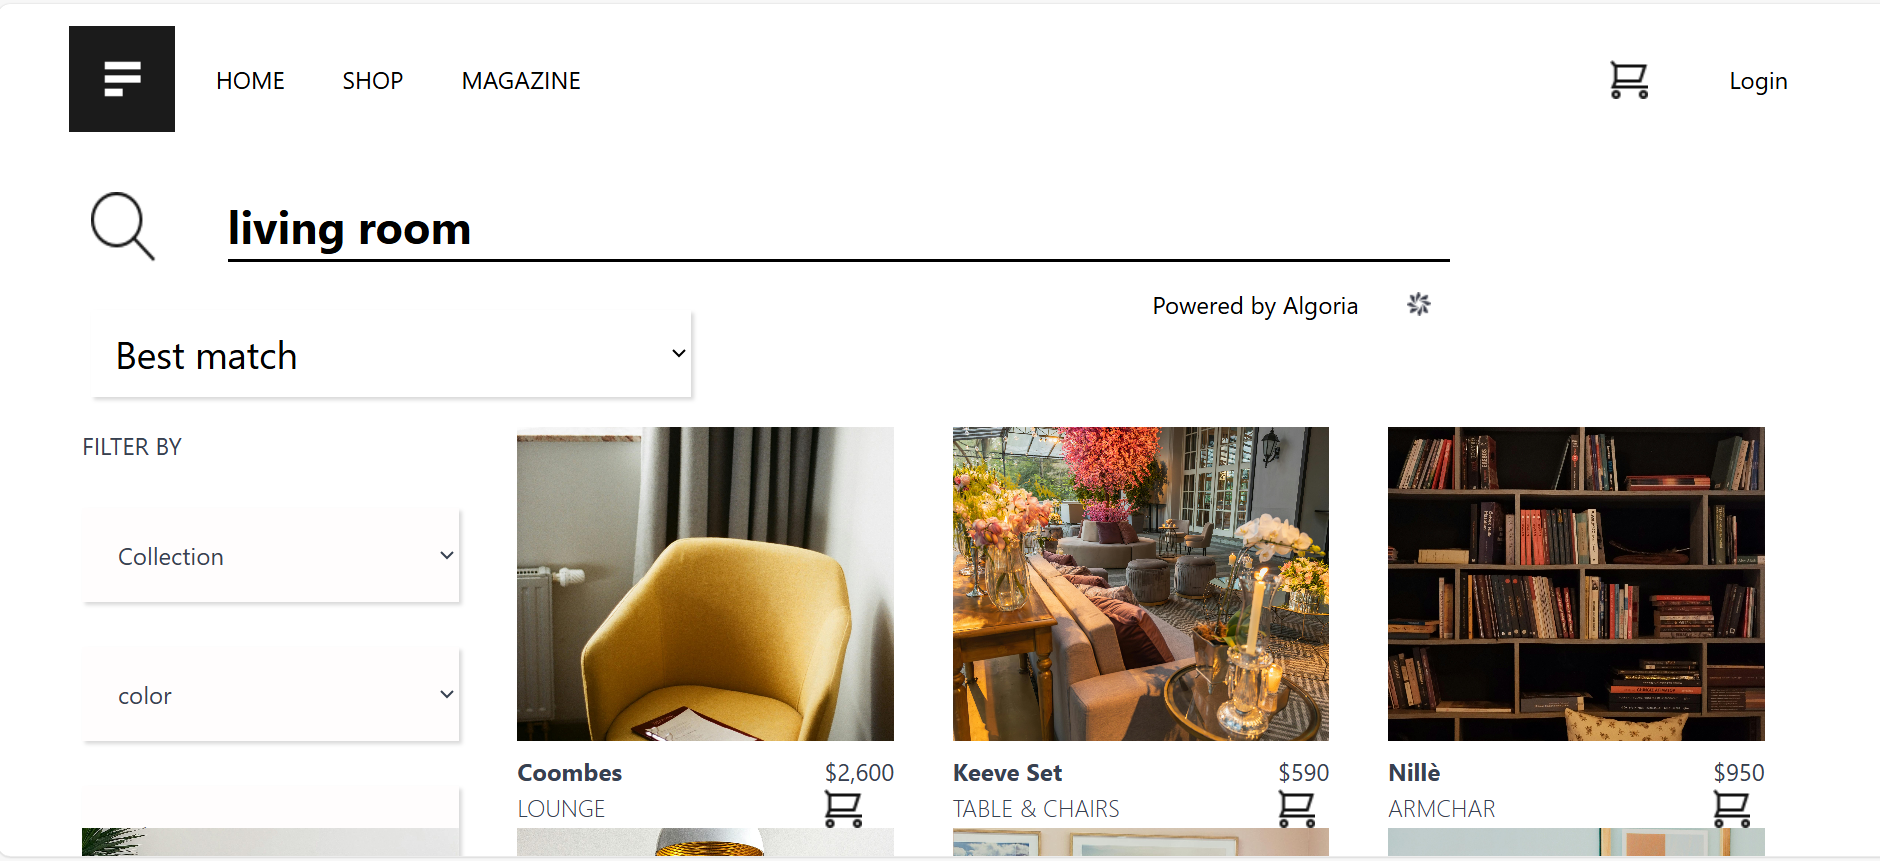 HOME SHOP MAGAZINE Login
living room
Powered by Algoria
Best match
FILTER BY
Collection
color
Coombes $2,600
LOUNGE
Keeve Set $590
TABLE & CHAIRS
Nillè $950
ARMCHAR